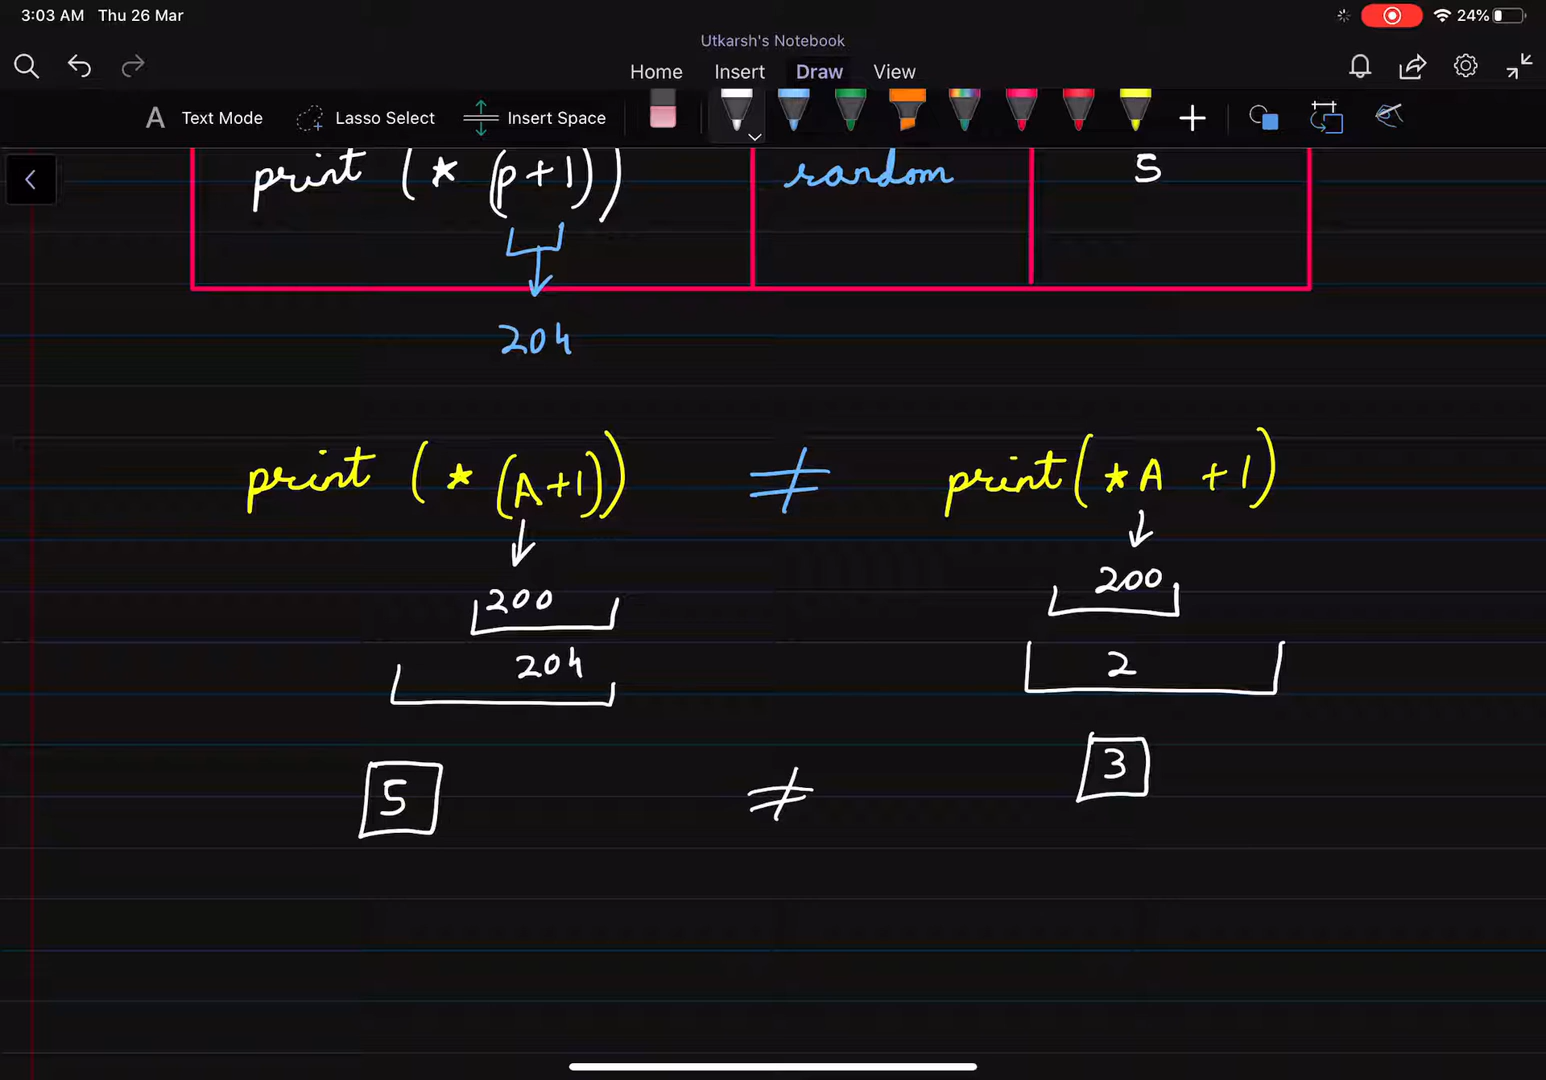 3:03 AM Thu 26 Mar
24%
Utkarsh's Notebook
Home Insert Draw View
Text Mode Lasso Select Insert Space
print (* (p+1)) random 5
204
print (* (A+1)) ≠ print(*A +1)
200 200
204 2
5 ≠ 3